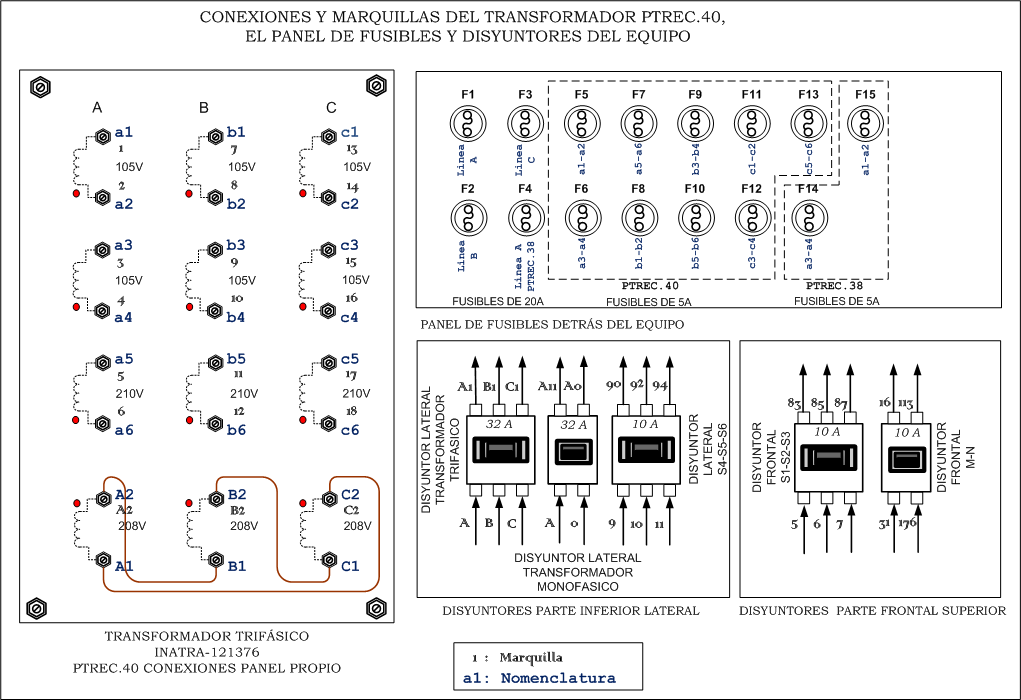 CONEXIONES Y MARQUILLAS DEL TRANSFORMADOR PTREC.40,
EL PANEL DE FUSIBLES Y DISYUNTORES DEL EQUIPO
A B C
a1 b1 c1
1 7 13
105V 105V 105V
2 8 14
a2 b2 c2
a3 b3 c3
3 9 15
105V 105V 105V
4 10 16
a4 b4 c4
a5 b5 c5
5 11 17
210V 210V 210V
6 12 18
a6 b6 c6
A2 B2 C2
A2 B2 C2
208V 208V 208V
A1 B1 C1
TRANSFORMADOR TRIFÁSICO
INATRA-121376
PTREC.40 CONEXIONES PANEL PROPIO
F1 F3 F5 F7 F9 F11 F13 F15
Linea A
Linea C
a1-a2
a5-a6
b3-b4
c1-c2
c5-c6
a1-a2
F2 F4 F6 F8 F10 F12 F14
Linea B
Linea A PTREC.38
a3-a4
b1-b2
b5-b6
c3-c4
a3-a4
PTREC.40 PTREC.38
FUSIBLES DE 20A FUSIBLES DE 5A FUSIBLES DE 5A
PANEL DE FUSIBLES DETRÁS DEL EQUIPO
DISYUNTOR LATERAL
TRANSFORMADOR
TRIFASICO
A1 B1 C1 A11 A0 90 92 94
32 A 32 A 10 A
A B C A 0 9 10 11
DISYUNTOR
LATERAL
S4-S5-S6
DISYUNTOR LATERAL
TRANSFORMADOR
MONOFASICO
DISYUNTORES PARTE INFERIOR LATERAL
DISYUNTOR
FRONTAL
S1-S2-S3
83 85 87 16 113
10 A 10 A
5 6 7 31 176
DISYUNTOR
FRONTAL
M-N
DISYUNTORES PARTE FRONTAL SUPERIOR
1 : Marquilla
a1: Nomenclatura